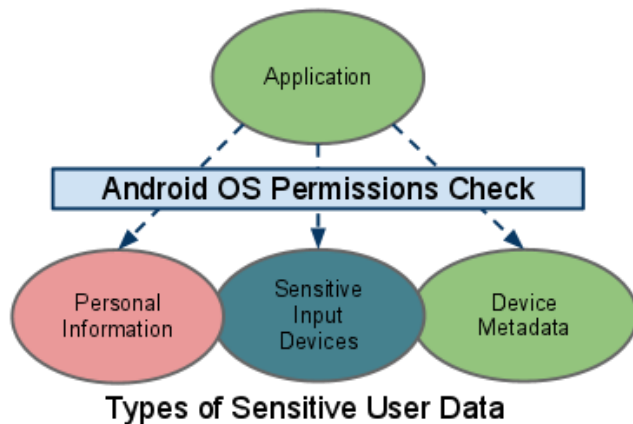 Application
Android OS Permissions Check
Personal
Information
Sensitive
Input
Devices
Device
Metadata
Types of Sensitive User Data